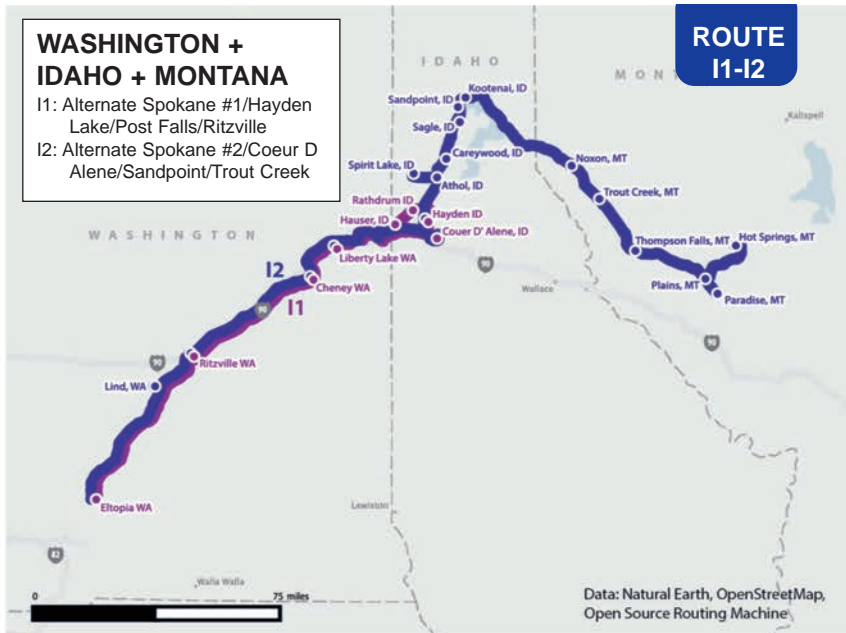 WASHINGTON +
IDAHO + MONTANA
I1: Alternate Spokane #1/Hayden
Lake/Post Falls/Ritzville
I2: Alternate Spokane #2/Coeur D
Alene/Sandpoint/Trout Creek
ROUTE
I1-I2
IDAHO
MONT
Kootenai, ID
Sandpoint, ID
Kalispell
Sagle, ID
Careywood, ID
Noxon, MT
Spirit Lake, ID
Athol, ID
Trout Creek, MT
Rathdrum ID
Hayden ID
Hauser, ID
WASHINGTON
Couer D' Alene, ID
Hot Springs, MT
Thompson Falls, MT
Liberty Lake WA
90
I2
Cheney WA
Wallace
Plains, MT
Paradise, MT
90
I1
90
90
Ritzville WA
Lind, WA
Eltopia WA
Lewiston
82
Walla Walla
0
75 miles
Data: Natural Earth, OpenStreetMap,
Open Source Routing Machine